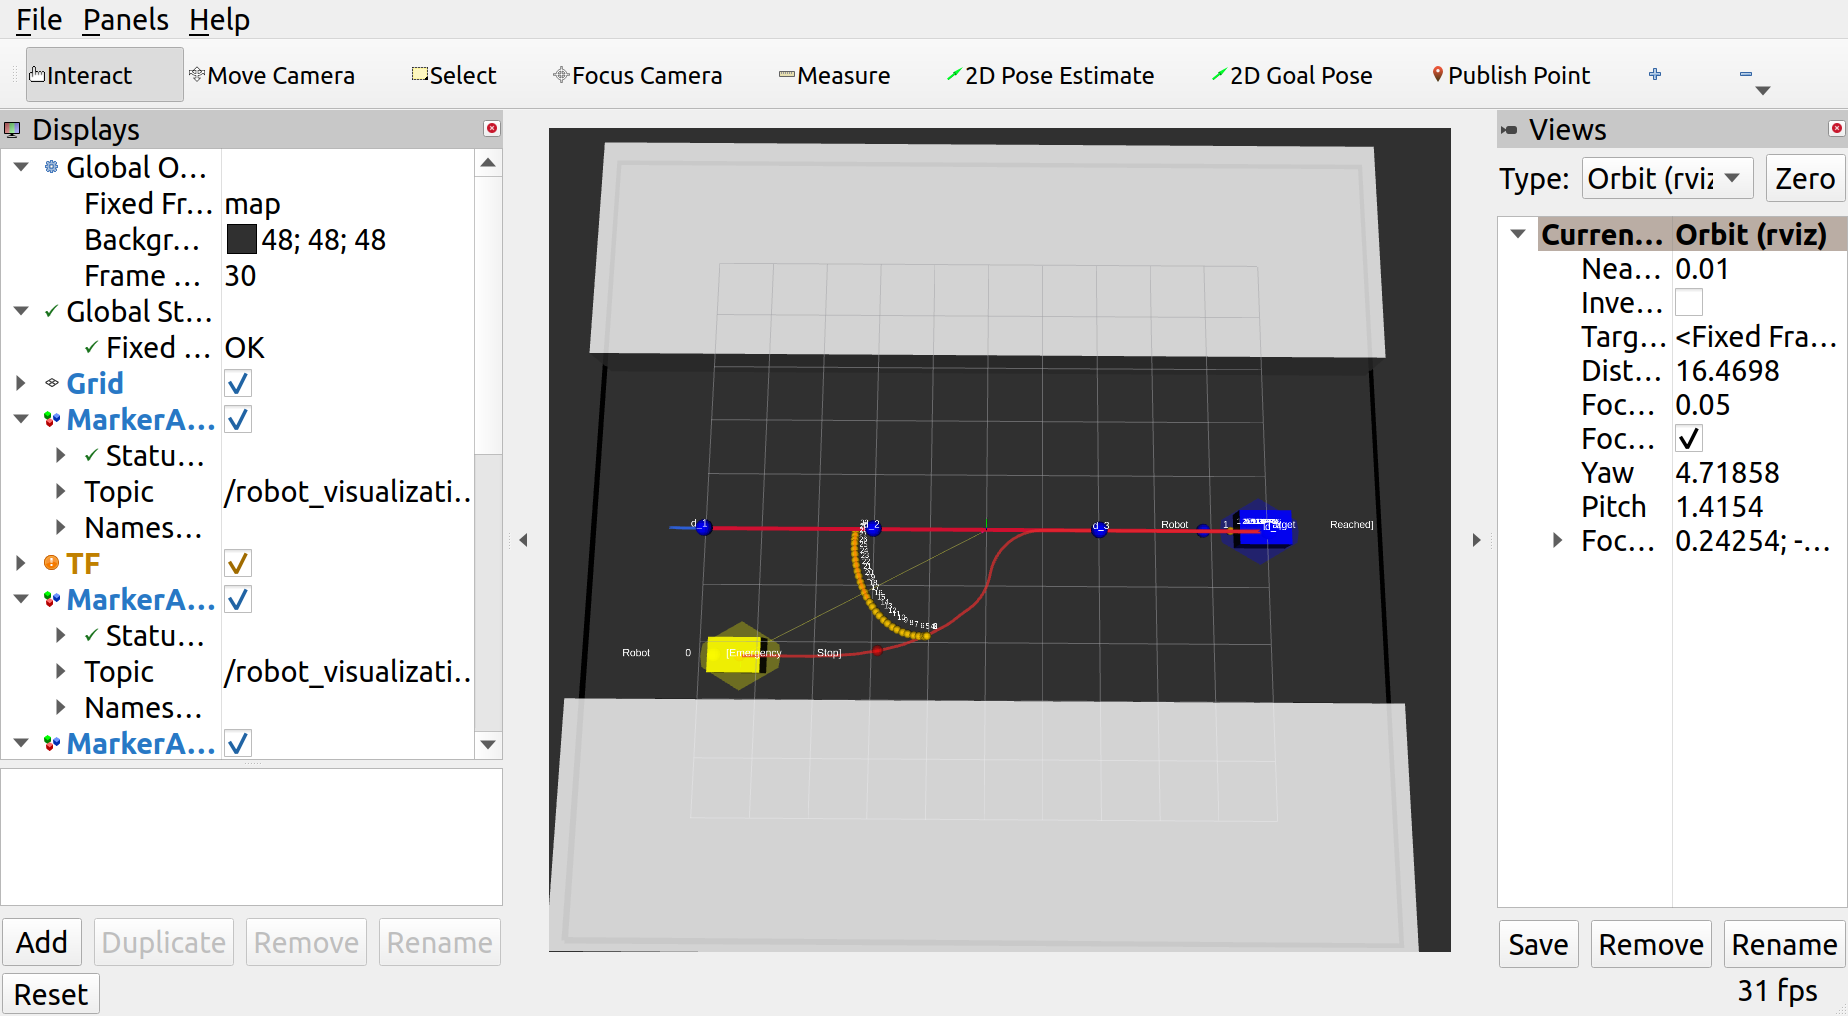 File Panels Help
Interact Move Camera Select Focus Camera Measure 2D Pose Estimate 2D Goal Pose Publish Point
Displays
Global O...
Fixed Fr... map
Backgr... 48; 48; 48
Frame ... 30
Global St...
Fixed ... OK
Grid
MarkerA...
Statu...
Topic /robot_visualizati...
Names...
TF
MarkerA...
Statu...
Topic /robot_visualizati...
Names...
MarkerA...
Add Duplicate Remove Rename
Reset
d_1 d_2 d_3 Robot 1 Reached]
Robot 0 [Emergency Stop]
Views
Type: Orbit (rviz Zero
Curren... Orbit (rviz)
Nea... 0.01
Inve...
Targ... <Fixed Fra...
Dist... 16.4698
Foc... 0.05
Foc...
Yaw 4.71858
Pitch 1.4154
Foc... 0.24254; -...
Save Remove Rename
31 fps